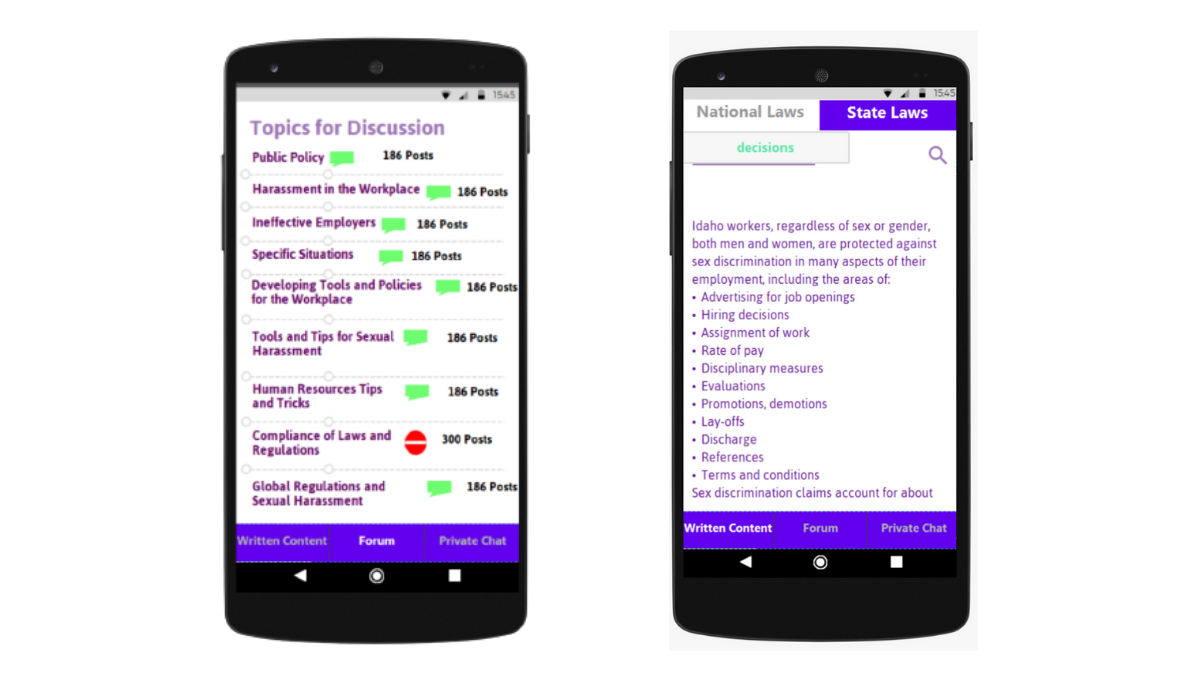 15:45
Topics for Discussion
Public Policy 186 Posts
Harassment in the Workplace 186 Posts
Ineffective Employers 186 Posts
Specific Situations 186 Posts
Developing Tools and Policies 186 Posts
for the Workplace
Tools and Tips for Sexual 186 Posts
Harassment
Human Resources Tips 186 Posts
and Tricks
Compliance of Laws and 300 Posts
Regulations
Global Regulations and 186 Posts
Sexual Harassment
Written Content Forum Private Chat
15:45
National Laws State Laws
decisions
Idaho workers, regardless of sex or gender,
both men and women, are protected against
sex discrimination in many aspects of their
employment, including the areas of:
• Advertising for job openings
• Hiring decisions
• Assignment of work
• Rate of pay
• Disciplinary measures
• Evaluations
• Promotions, demotions
• Lay-offs
• Discharge
• References
• Terms and conditions
Sex discrimination claims account for about
Written Content Forum Private Chat